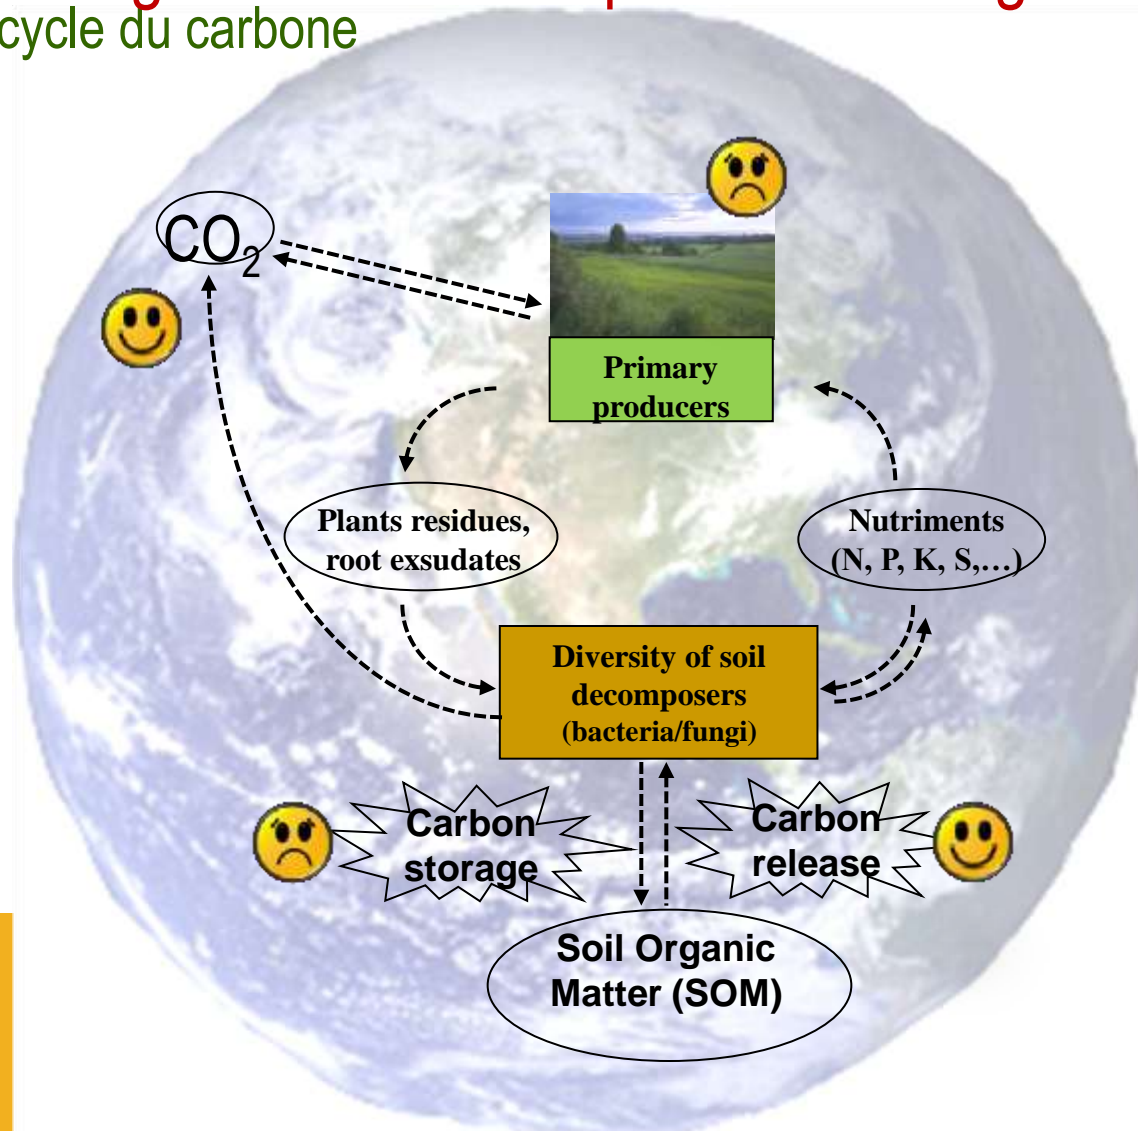 cycle du carbone
CO₂
Primary
producers
Plants residues,
root exsudates
Nutriments
(N, P, K, S,…)
Diversity of soil
decomposers
(bacteria/fungi)
Carbon
storage
Carbon
release
Soil Organic
Matter (SOM)